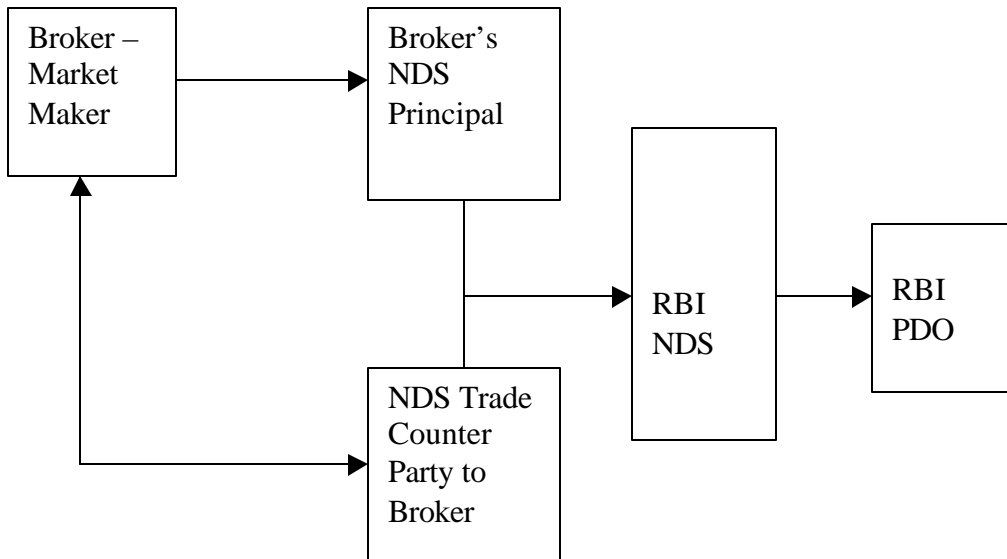 Broker –
Market
Maker
Broker’s
NDS
Principal
RBI
NDS
RBI
PDO
NDS Trade
Counter
Party to
Broker